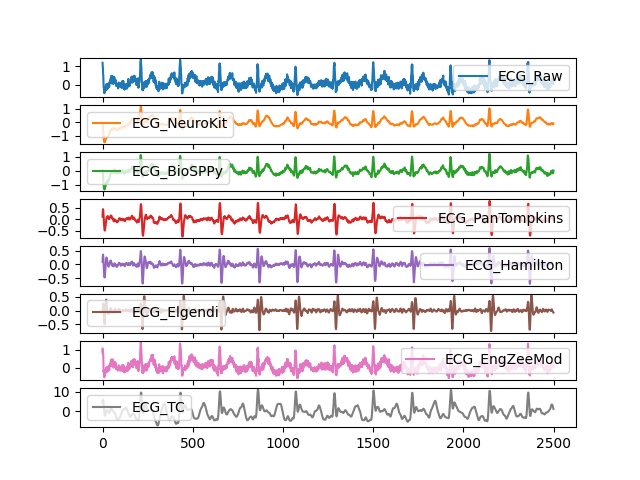 1
0
ECG_Raw
1
0
−1
ECG_NeuroKit
1
0
−1
ECG_BioSPPy
0.5
0.0
−0.5
ECG_PanTompkins
0.5
0.0
−0.5
ECG_Hamilton
0.5
0.0
−0.5
ECG_Elgendi
1
0
ECG_EngZeeMod
10
0
ECG_TC
0 500 1000 1500 2000 2500